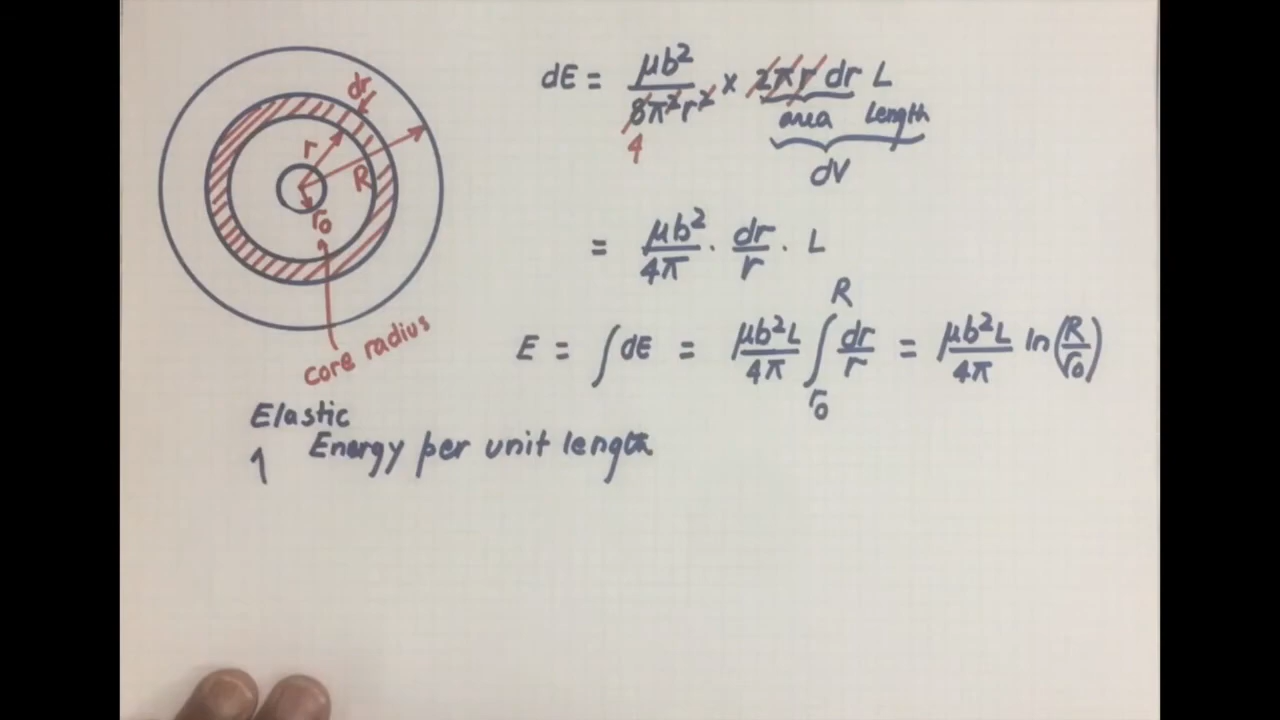 dr
r
R
r₀
core radius
dE = μb²/8π²r² × 2πr dr L
4
area length
dV
= μb²/4π · dr/r · L
E = ∫dE = μb²L/4π ∫_{r₀}^{R} dr/r = μb²L/4π ln(R/r₀)
Elastic
Energy per unit length